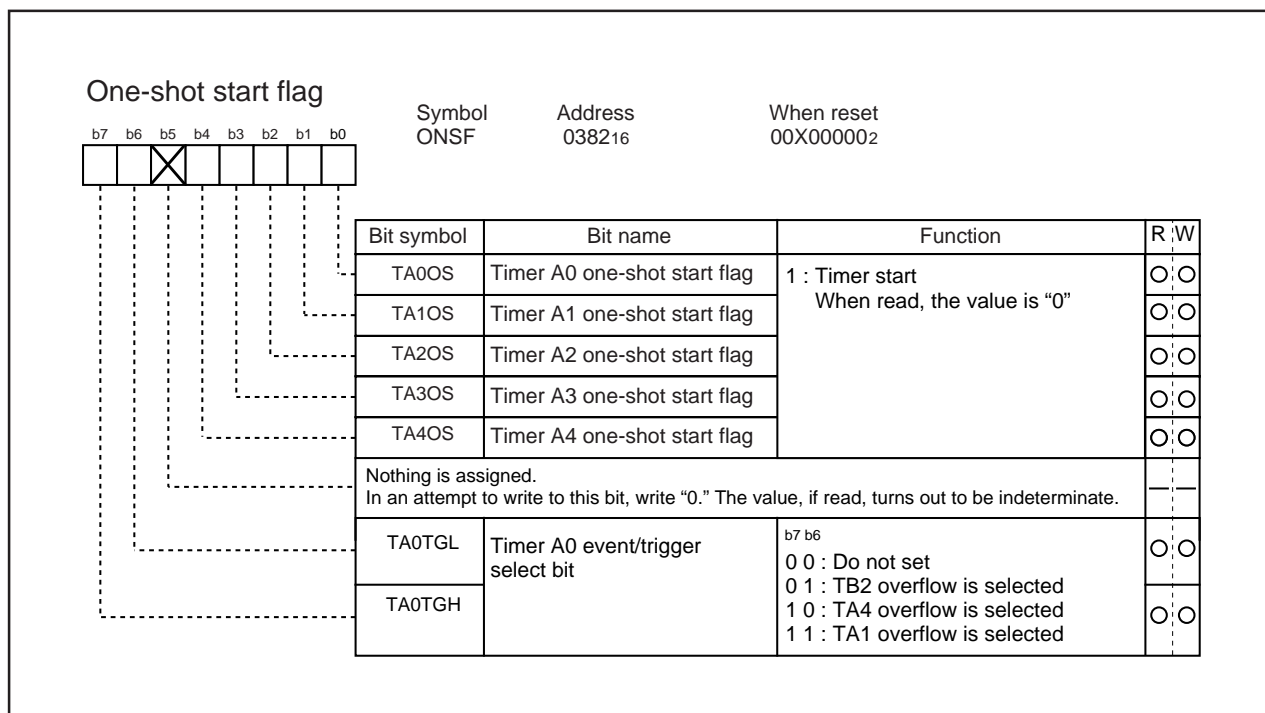 One-shot start flag
Symbol Address When reset
ONSF 038216 00X000002
b7 b6 b5 b4 b3 b2 b1 b0
Bit symbol Bit name Function R W
TA0OS Timer A0 one-shot start flag 1 : Timer start
When read, the value is “0”
TA1OS Timer A1 one-shot start flag
TA2OS Timer A2 one-shot start flag
TA3OS Timer A3 one-shot start flag
TA4OS Timer A4 one-shot start flag
Nothing is assigned.
In an attempt to write to this bit, write “0.” The value, if read, turns out to be indeterminate.
TA0TGL Timer A0 event/trigger
select bit
TA0TGH
b7 b6
0 0 : Do not set
0 1 : TB2 overflow is selected
1 0 : TA4 overflow is selected
1 1 : TA1 overflow is selected